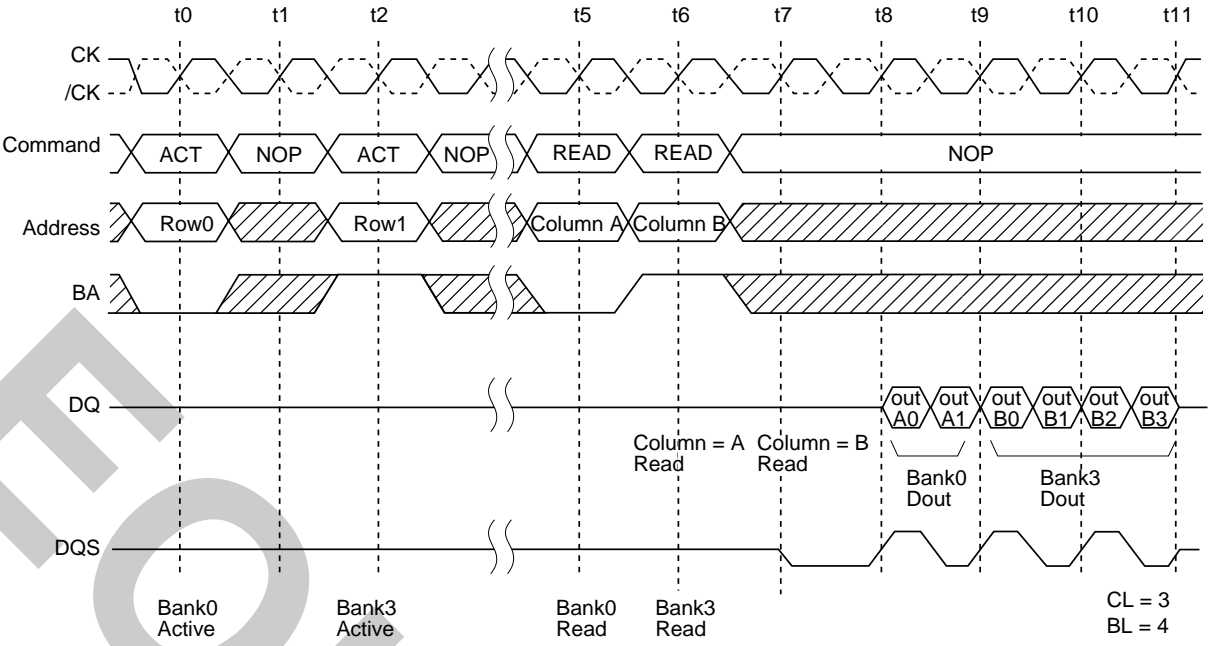 t0 t1 t2 t5 t6 t7 t8 t9 t10 t11
CK
/CK
Command ACT NOP ACT NOP READ READ NOP
Address Row0 Row1 Column A Column B
BA
DQ out out out out out out
A0 A1 B0 B1 B2 B3
Column = A Column = B
Read Read
Bank0 Bank3
Dout Dout
DQS
Bank0 Bank3 Bank0 Bank3 CL = 3
Active Active Read Read BL = 4